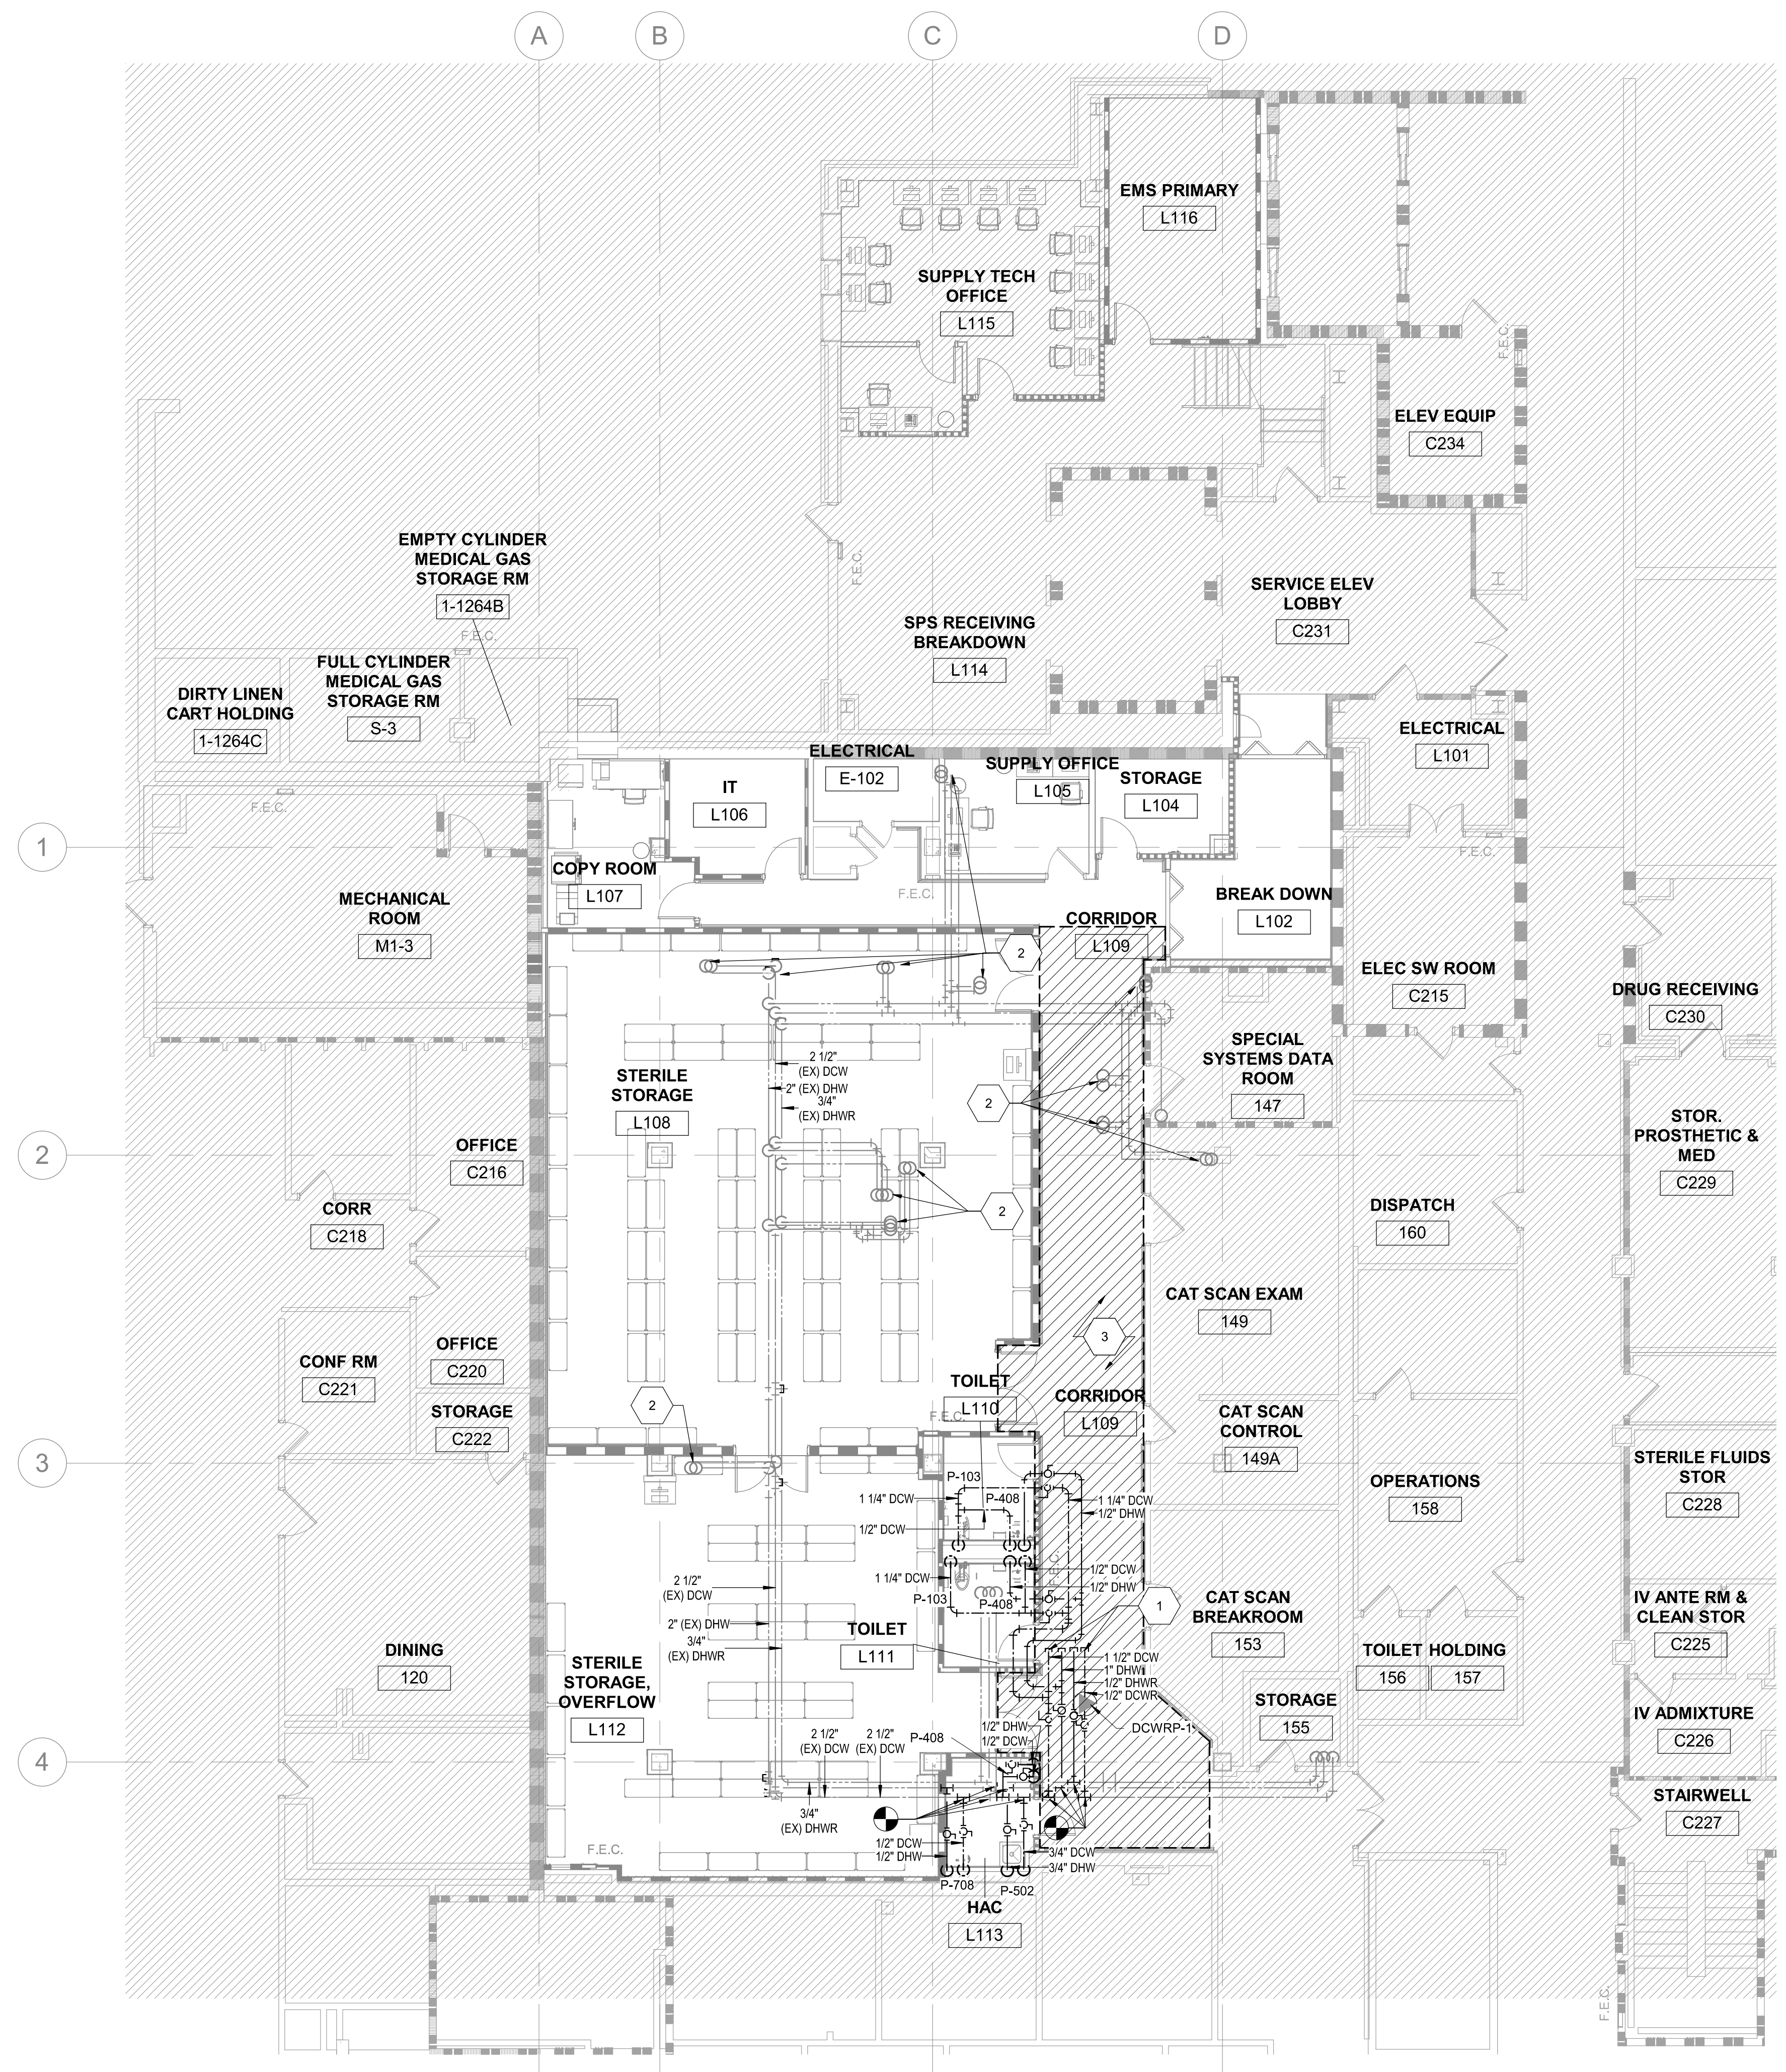 A
B
C
D
EMS PRIMARY
L116
SUPPLY TECH
OFFICE
L115
F.E.C.
ELEV EQUIP
C234
EMPTY CYLINDER
MEDICAL GAS
STORAGE RM
1-1264B
F.E.C.
F.E.C.
SERVICE ELEV
LOBBY
C231
SPS RECEIVING
BREAKDOWN
L114
FULL CYLINDER
MEDICAL GAS
STORAGE RM
S-3
DIRTY LINEN
CART HOLDING
1-1264C
ELECTRICAL
L101
ELECTRICAL
E-102
SUPPLY OFFICE
L105
STORAGE
L104
IT
L106
F.E.C.
1
F.E.C.
COPY ROOM
L107
F.E.C.
BREAK DOWN
L102
MECHANICAL
ROOM
M1-3
CORRIDOR
L109
2
ELEC SW ROOM
C215
DRUG RECEIVING
C230
SPECIAL
SYSTEMS DATA
ROOM
147
2 1/2"
(EX) DCW
2" (EX) DHW
3/4"
(EX) DHWR
STERILE
STORAGE
L108
2
STOR.
PROSTHETIC &
MED
C229
2
OFFICE
C216
CORR
C218
2
DISPATCH
160
CAT SCAN EXAM
149
3
OFFICE
C220
CONF RM
C221
TOILET
L110
CORRIDOR
L109
STORAGE
C222
2
F.E.C.
CAT SCAN
CONTROL
149A
3
STERILE FLUIDS
STOR
C228
OPERATIONS
158
P-103
P-408
1 1/4" DCW
1 1/4" DCW
1/2" DHW
1/2" DCW
F.E.C.
1/2" DCW
1/2" DHW
1 1/4" DCW
P-103
P-408
2 1/2"
(EX) DCW
2" (EX) DHW
3/4"
(EX) DHWR
1
CAT SCAN
BREAKROOM
153
IV ANTE RM &
CLEAN STOR
C225
TOILET
L111
DINING
120
TOILET
156
HOLDING
157
1 1/2" DCW
1" DHW
1/2" DHWR
1/2" DCWR
STERILE
STORAGE,
OVERFLOW
L112
STORAGE
155
IV ADMIXTURE
C226
DCWRP-1
1/2" DHW
1/2" DCW
P-408
2 1/2"
(EX) DCW
2 1/2"
(EX) DCW
4
STAIRWELL
C227
3/4"
(EX) DHWR
1/2" DCW
1/2" DHW
3/4" DCW
3/4" DHW
F.E.C.
P-708
P-502
HAC
L113
F.E.C.